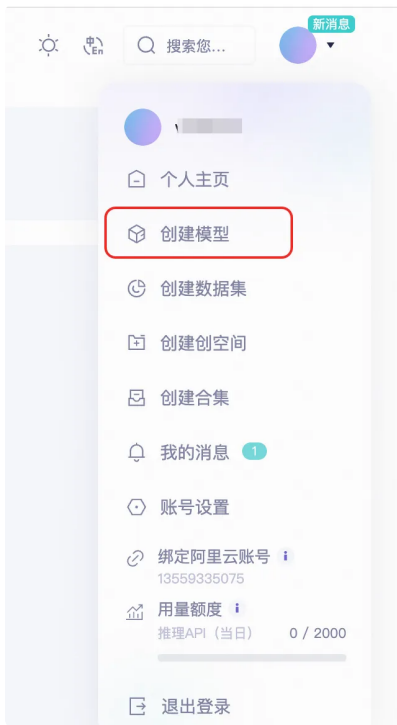 新消息
中
En
搜索您...
个人主页
创建模型
创建数据集
创建创空间
创建合集
我的消息 1
账号设置
绑定阿里云账号 i
13559335075
用量额度 i
推理API（当日） 0 / 2000
退出登录